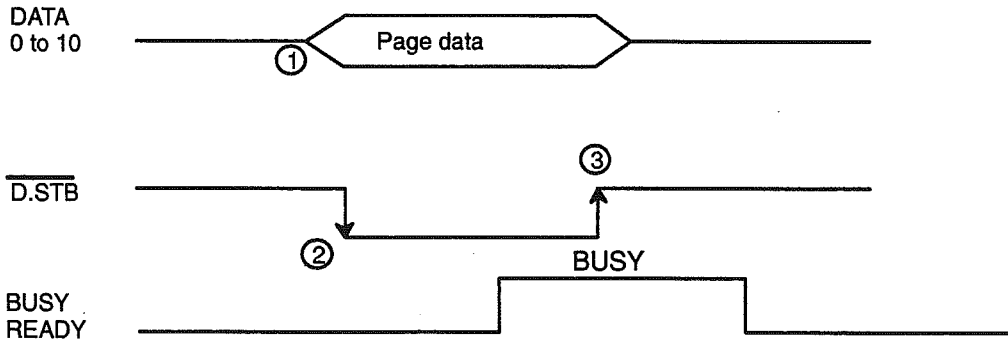 DATA
0 to 10
1
Page data
3
D.STB
2
BUSY
BUSY
READY